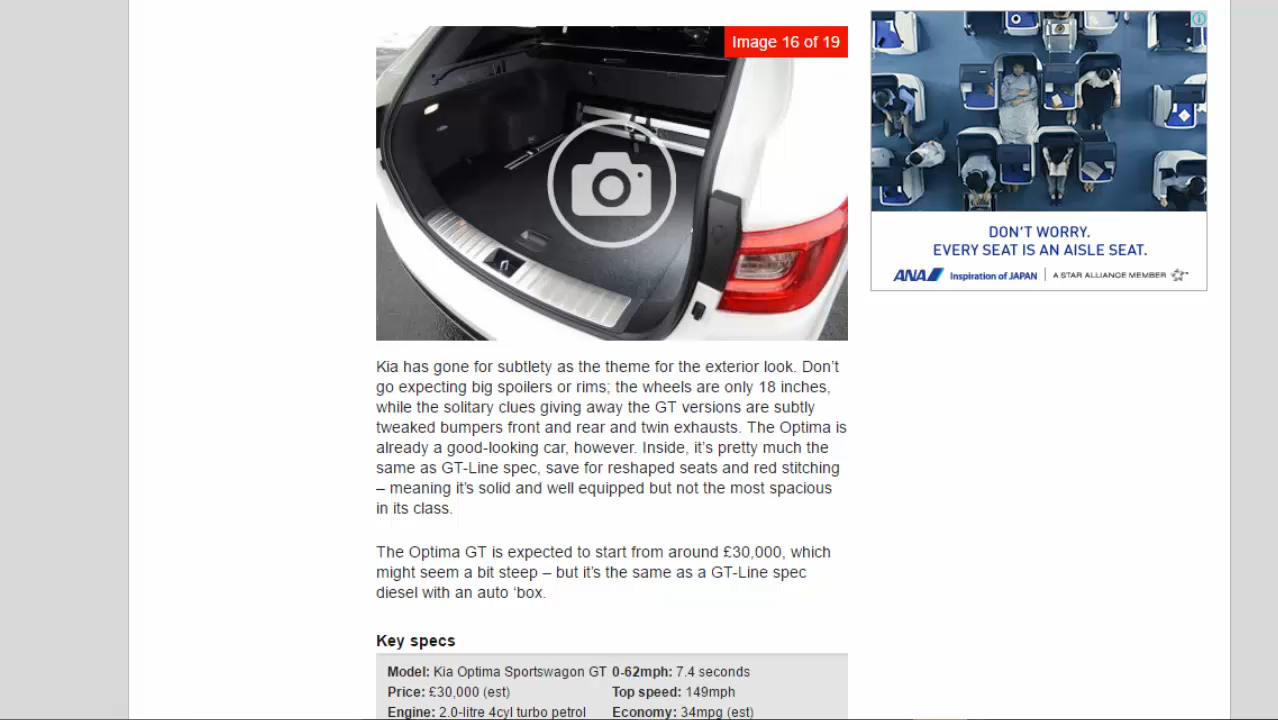 Image 16 of 19
DON'T WORRY.
EVERY SEAT IS AN AISLE SEAT.
ANA Inspiration of JAPAN | A STAR ALLIANCE MEMBER
Kia has gone for subtlety as the theme for the exterior look. Don’t
go expecting big spoilers or rims; the wheels are only 18 inches,
while the solitary clues giving away the GT versions are subtly
tweaked bumpers front and rear and twin exhausts. The Optima is
already a good-looking car, however. Inside, it’s pretty much the
same as GT-Line spec, save for reshaped seats and red stitching
– meaning it’s solid and well equipped but not the most spacious
in its class.
The Optima GT is expected to start from around £30,000, which
might seem a bit steep – but it’s the same as a GT-Line spec
diesel with an auto ‘box.
Key specs
Model: Kia Optima Sportswagon GT 0-62mph: 7.4 seconds
Price: £30,000 (est) Top speed: 149mph
Engine: 2.0-litre 4cyl turbo petrol Economy: 34mpg (est)